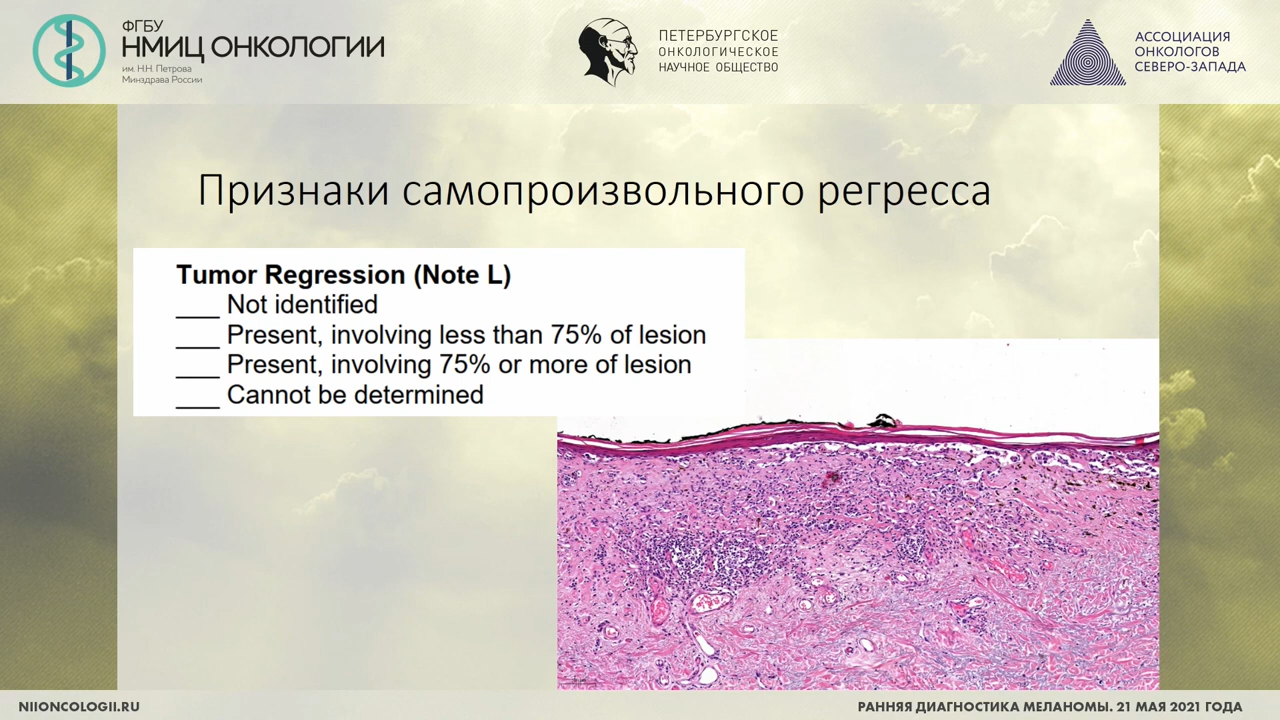 ФГБУ
НМИЦ ОНКОЛОГИИ
им. Н.Н. Петрова
Минздрава России
ПЕТЕРБУРГСКОЕ
ОНКОЛОГИЧЕСКОЕ
НАУЧНОЕ ОБЩЕСТВО
АССОЦИАЦИЯ
ОНКОЛОГОВ
СЕВЕРО-ЗАПАДА
Признаки самопроизвольного регресса
Tumor Regression (Note L)
___ Not identified
___ Present, involving less than 75% of lesion
___ Present, involving 75% or more of lesion
___ Cannot be determined
NIIONCOLOGII.RU
РАННЯЯ ДИАГНОСТИКА МЕЛАНОМЫ. 21 МАЯ 2021 ГОДА